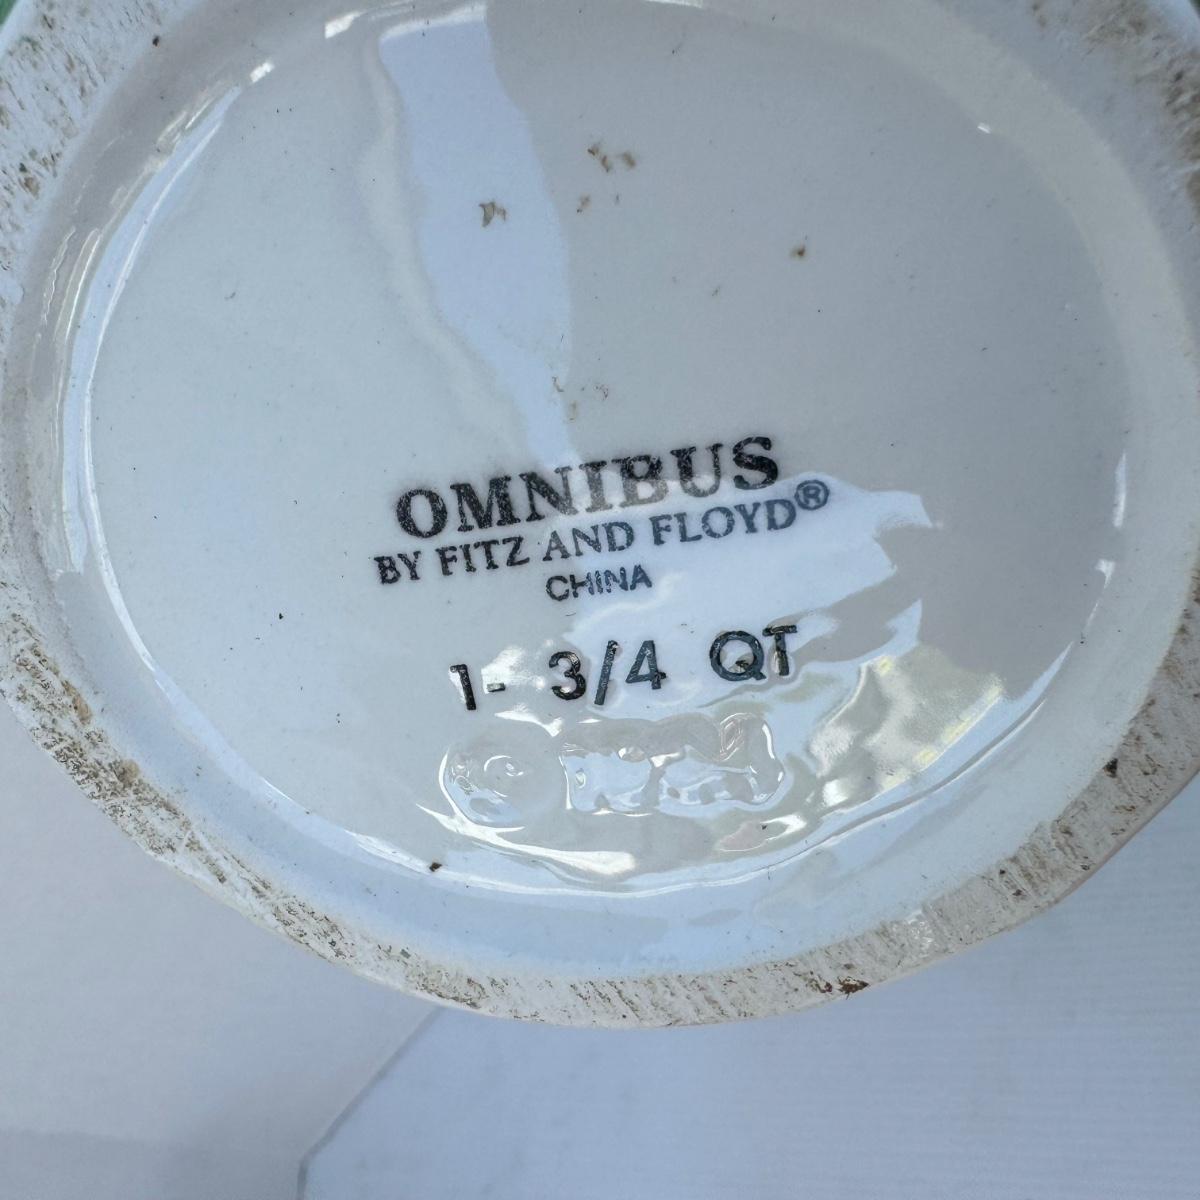 OMNIBUS
BY FITZ AND FLOYD®
CHINA
1- 3/4 QT